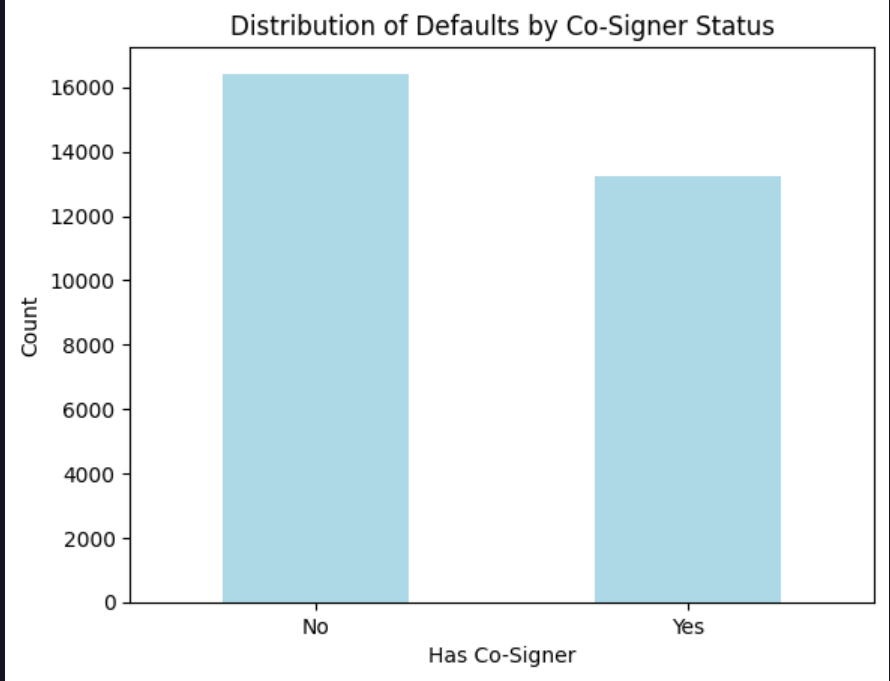 Distribution of Defaults by Co-Signer Status
16000
14000
12000
10000
8000
6000
4000
2000
0
Count
No
Yes
Has Co-Signer